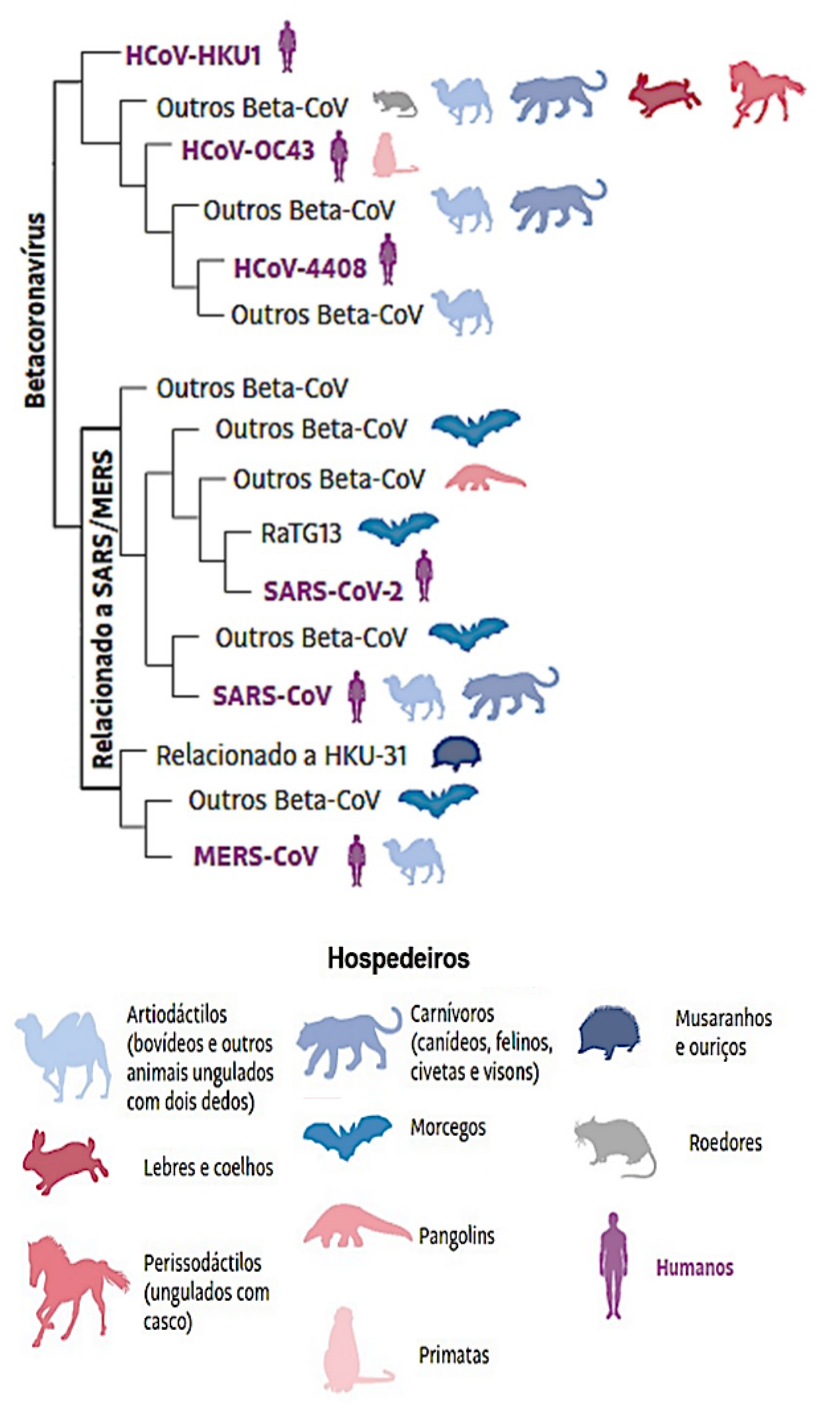 HCoV-HKU1
Outros Beta-CoV
HCoV-OC43
Outros Beta-CoV
HCoV-4408
Outros Beta-CoV
Betacoronavírus
Outros Beta-CoV
Outros Beta-CoV
Outros Beta-CoV
RaTG13
SARS-CoV-2
Outros Beta-CoV
SARS-CoV
Relacionado a SARS/MERS
Relacionado a HKU-31
Outros Beta-CoV
MERS-CoV
Hospedeiros
Artiodáctilos
(bovídeos e outros
animais ungulados
com dois dedos)
Carnívoros
(canídeos, felinos,
civetas e visons)
Musaranhos
e ouriços
Lebres e coelhos
Morcegos
Roedores
Perissodáctilos
(ungulados com
casco)
Pangolins
Humanos
Primatas